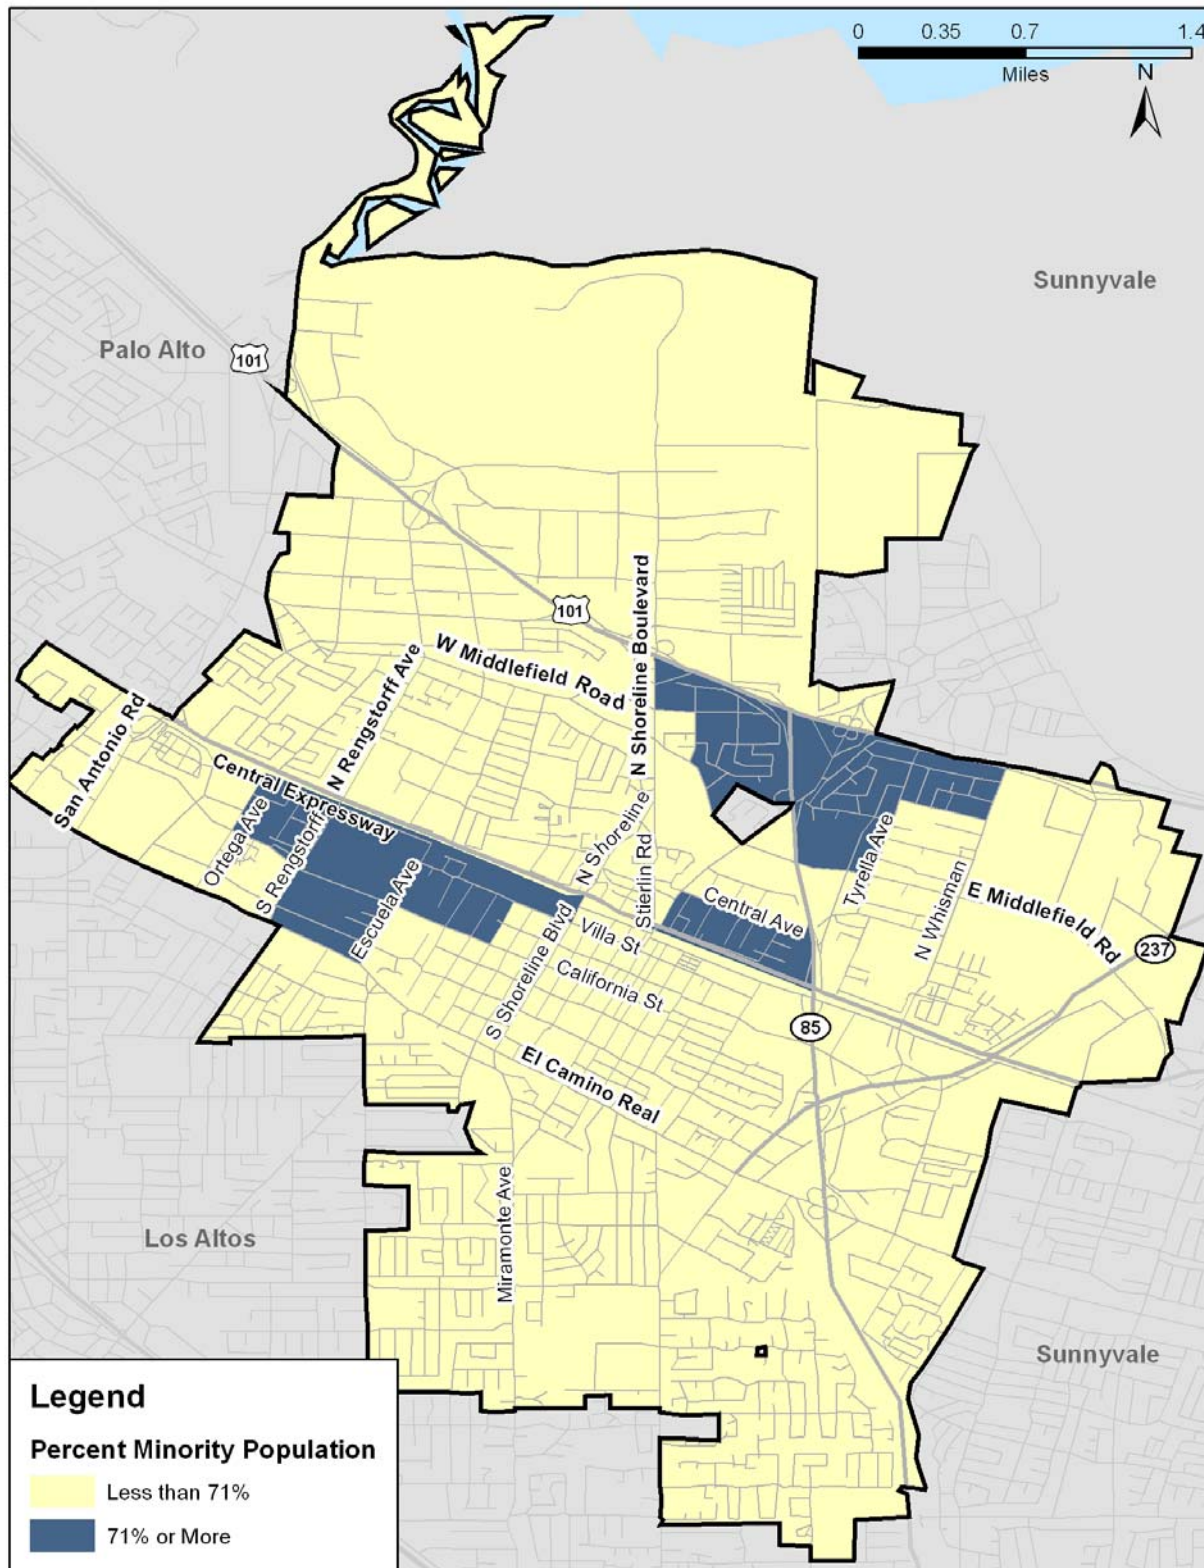 0 0.35 0.7 1.4
Miles
N
Sunnyvale
Palo Alto
101
101
N Shoreline Boulevard
W Middlefield Road
N Rengstorff Ave
San Antonio Rd
Central Expressway
Ortega Ave
S Rengstorff
Escuela Ave
N Shoreline
Stierlin Rd
Central Ave
Tyrella Ave
N Whisman
E Middlefield Rd
237
Villa St
S Shoreline Blvd
California St
85
El Camino Real
Miramonte Ave
Los Altos
Sunnyvale
Legend
Percent Minority Population
Less than 71%
71% or More